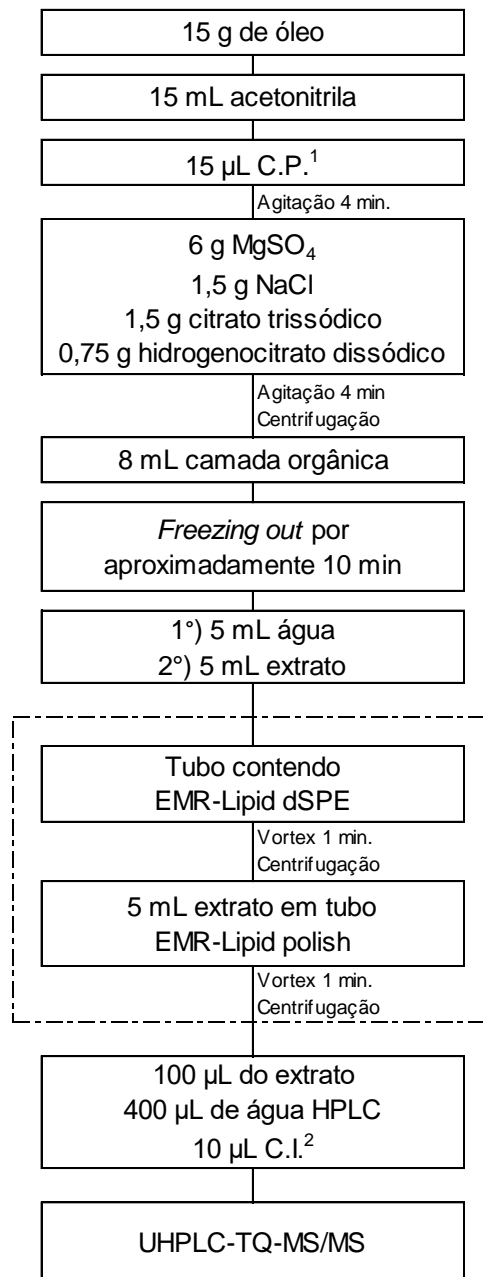 15 g de óleo
15 mL acetonitrila
15 µL C.P.¹
Agitação 4 min.
6 g MgSO₄
1,5 g NaCl
1,5 g citrato trissódico
0,75 g hidrogenocitrato dissódico
Agitação 4 min
Centrifugação
8 mL camada orgânica
Freezing out por
aproximadamente 10 min
1°) 5 mL água
2°) 5 mL extrato
Tubo contendo
EMR-Lipid dSPE
Vortex 1 min.
Centrifugação
5 mL extrato em tubo
EMR-Lipid polish
Vortex 1 min.
Centrifugação
100 µL do extrato
400 µL de água HPLC
10 µL C.I.²
UHPLC-TQ-MS/MS